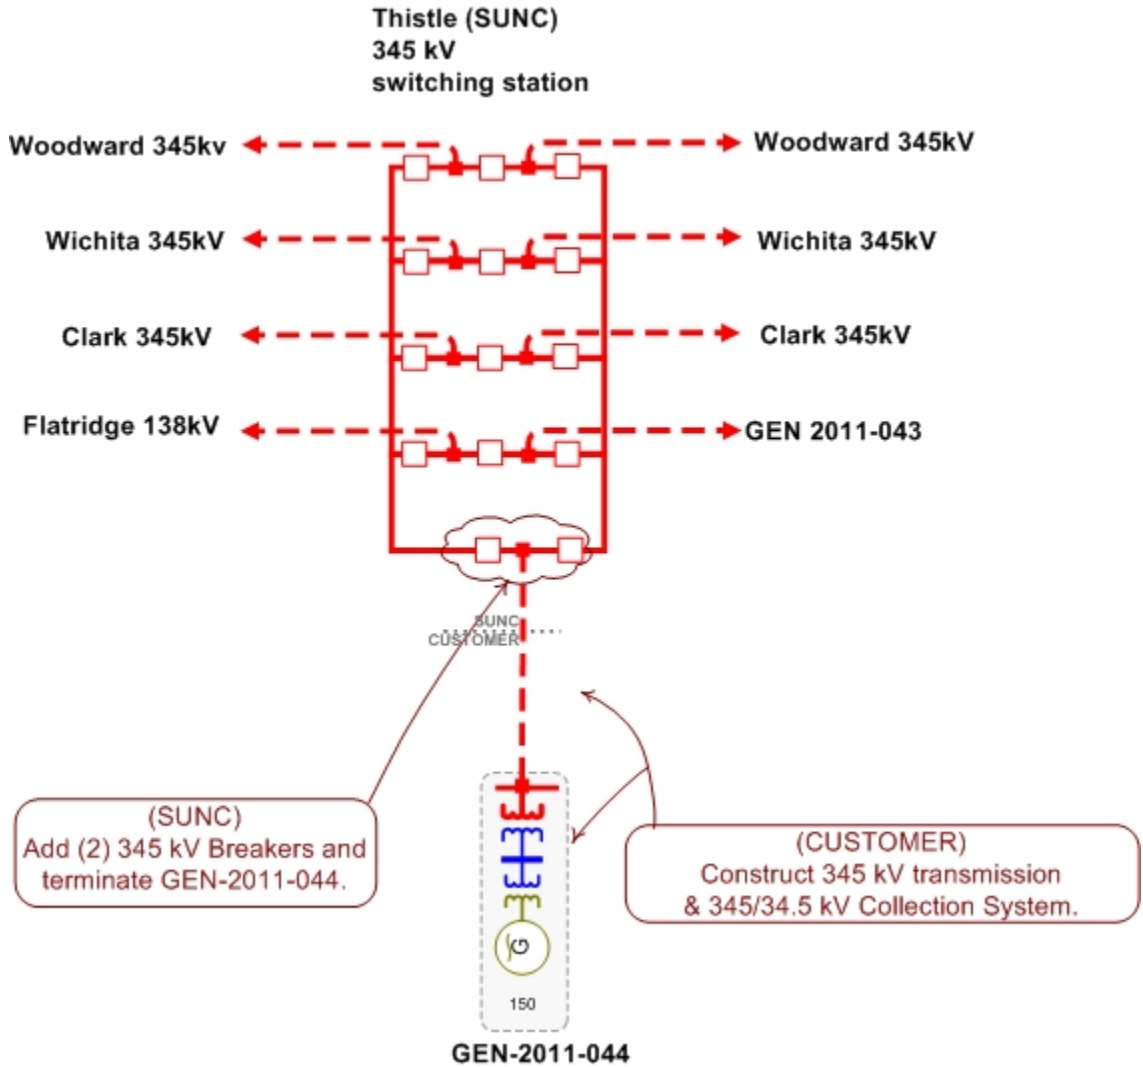 Thistle (SUNC)
345 kV
switching station
Woodward 345kv
Woodward 345kV
Wichita 345kV
Wichita 345kV
Clark 345kV
Clark 345kV
Flatridge 138kV
GEN 2011-043
SUNC
CUSTOMER
(SUNC)
Add (2) 345 kV Breakers and
terminate GEN-2011-044.
(CUSTOMER)
Construct 345 kV transmission
& 345/34.5 kV Collection System.
G
150
GEN-2011-044